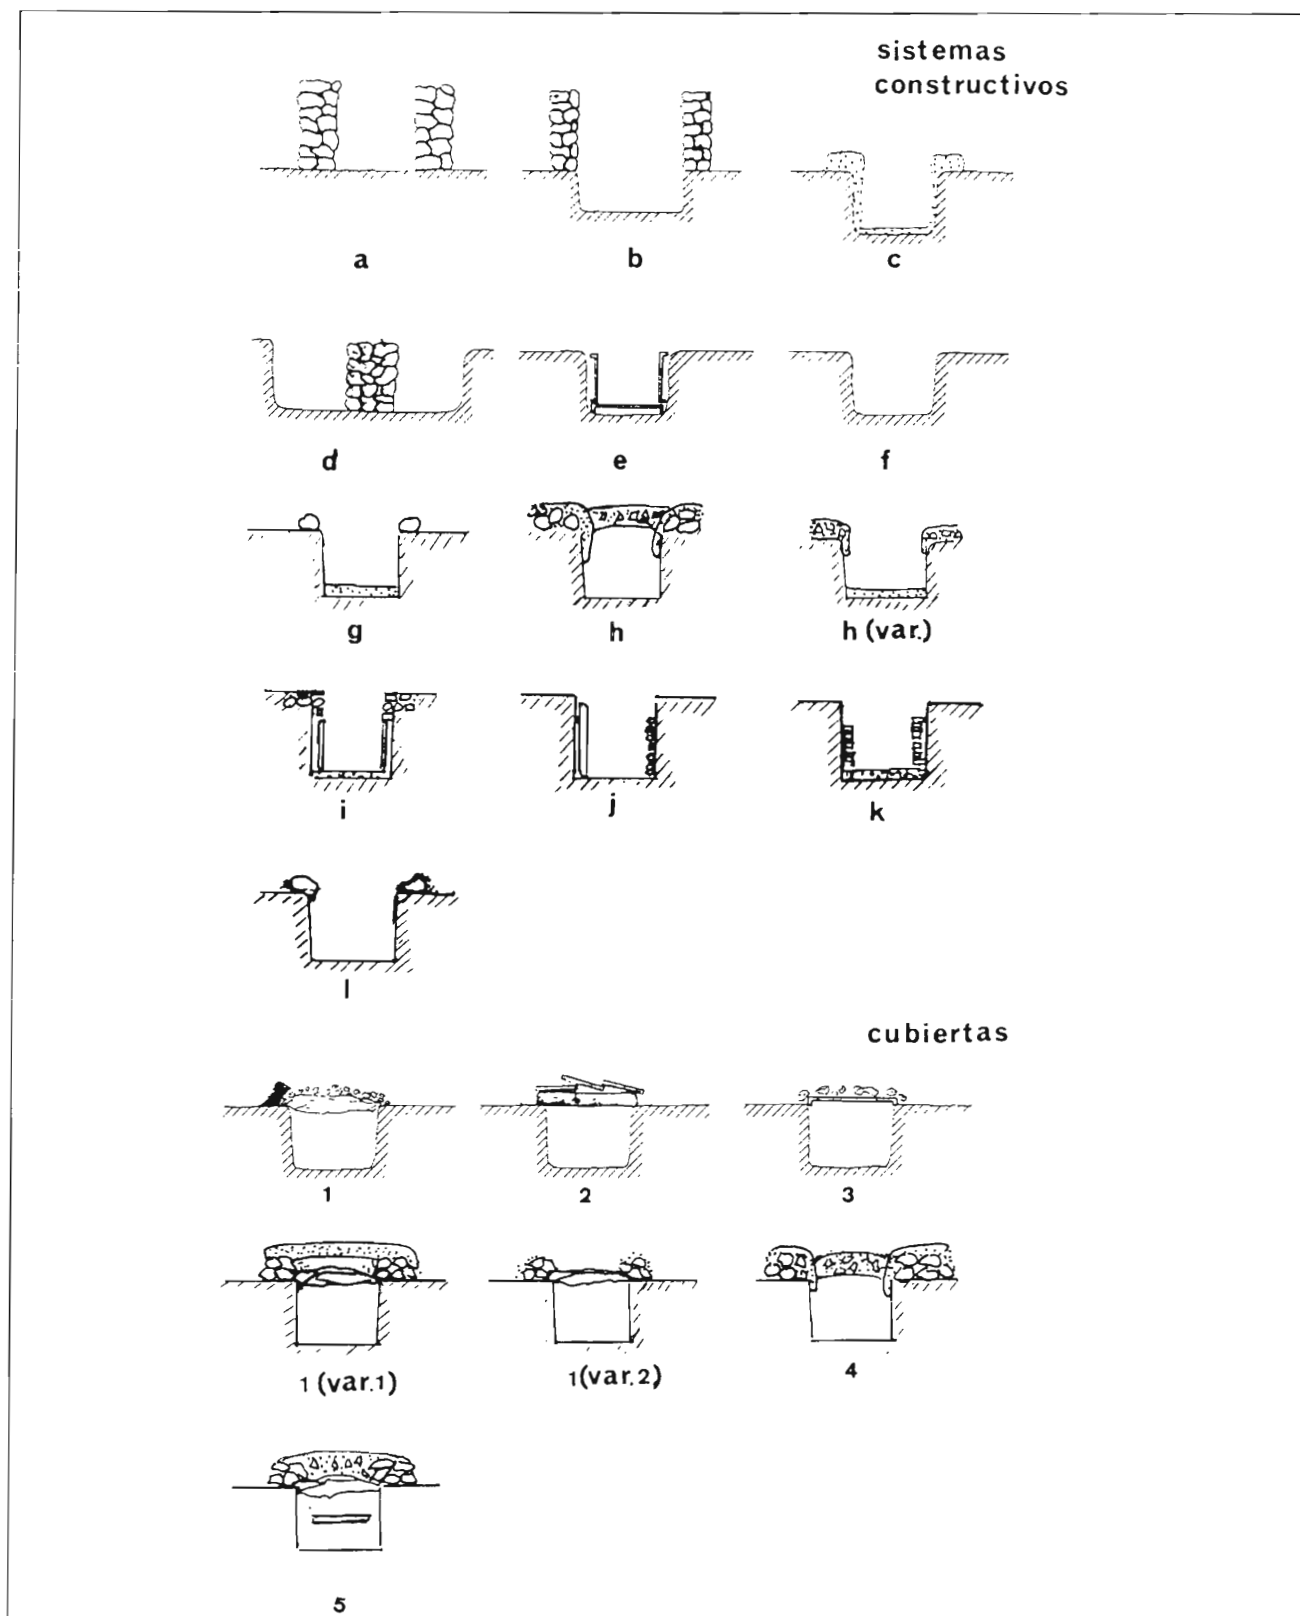 sistemas
constructivos
a
b
c
d
e
f
g
h
h (var.)
i
j
k
l
cubiertas
1
2
3
1 (var.1)
1(var.2)
4
5